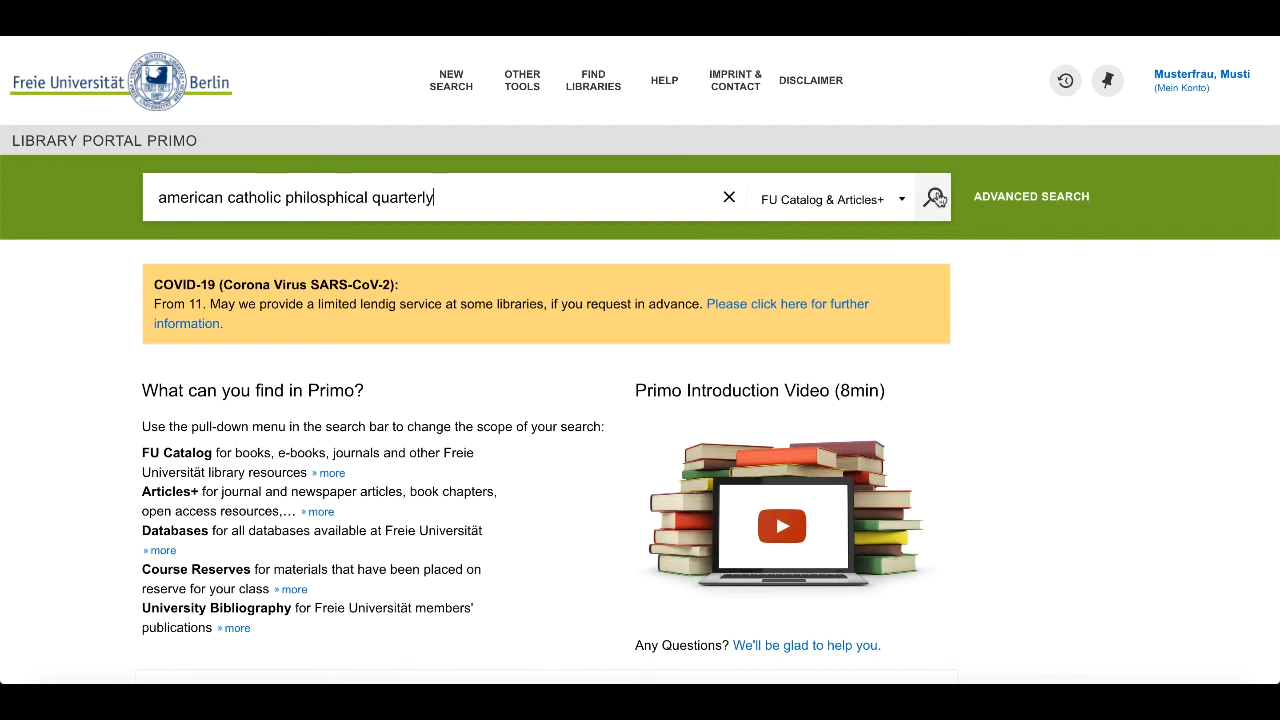 Freie Universität Berlin
NEW
SEARCH
OTHER
TOOLS
FIND
LIBRARIES
HELP
IMPRINT &
CONTACT
DISCLAIMER
Musterfrau, Musti
(Mein Konto)
LIBRARY PORTAL PRIMO
american catholic philosphical quarterly
FU Catalog & Articles+
ADVANCED SEARCH
COVID-19 (Corona Virus SARS-CoV-2):
From 11. May we provide a limited lendig service at some libraries, if you request in advance. Please click here for further
information.
What can you find in Primo?
Use the pull-down menu in the search bar to change the scope of your search:
FU Catalog for books, e-books, journals and other Freie
Universität library resources » more
Articles+ for journal and newspaper articles, book chapters,
open access resources,… » more
Databases for all databases available at Freie Universität
» more
Course Reserves for materials that have been placed on
reserve for your class » more
University Bibliography for Freie Universität members'
publications » more
Primo Introduction Video (8min)
Any Questions? We'll be glad to help you.